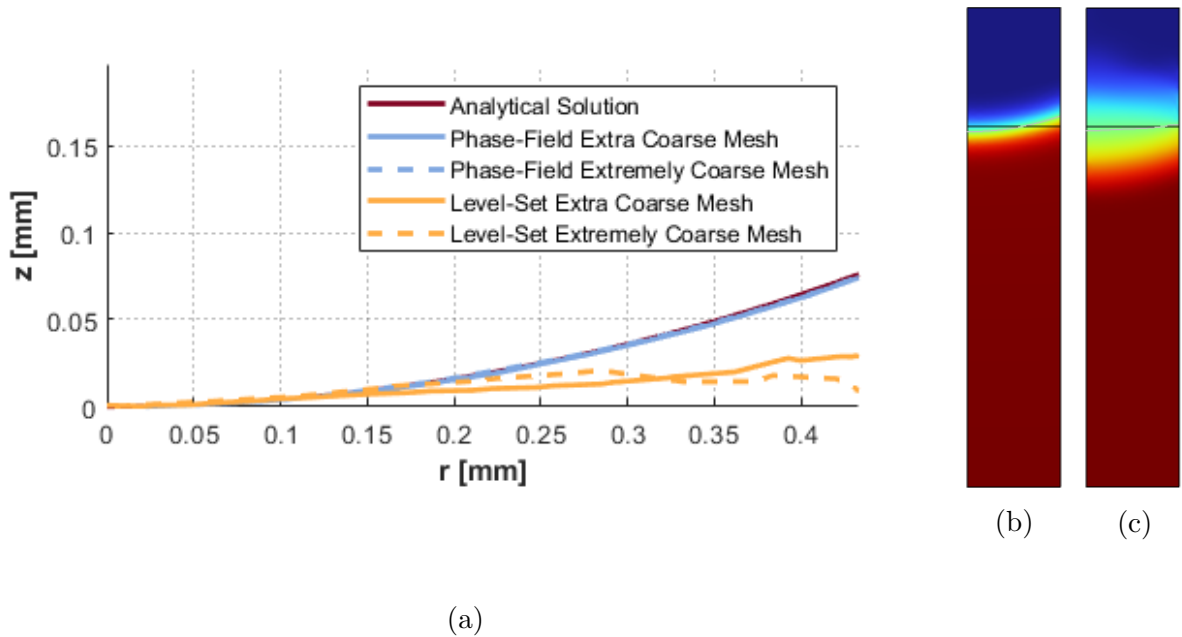 Analytical Solution
Phase-Field Extra Coarse Mesh
Phase-Field Extremely Coarse Mesh
Level-Set Extra Coarse Mesh
Level-Set Extremely Coarse Mesh
z [mm]
0.15
0.1
0.05
0
0 0.05 0.1 0.15 0.2 0.25 0.3 0.35 0.4
r [mm]
(a)
(b)
(c)